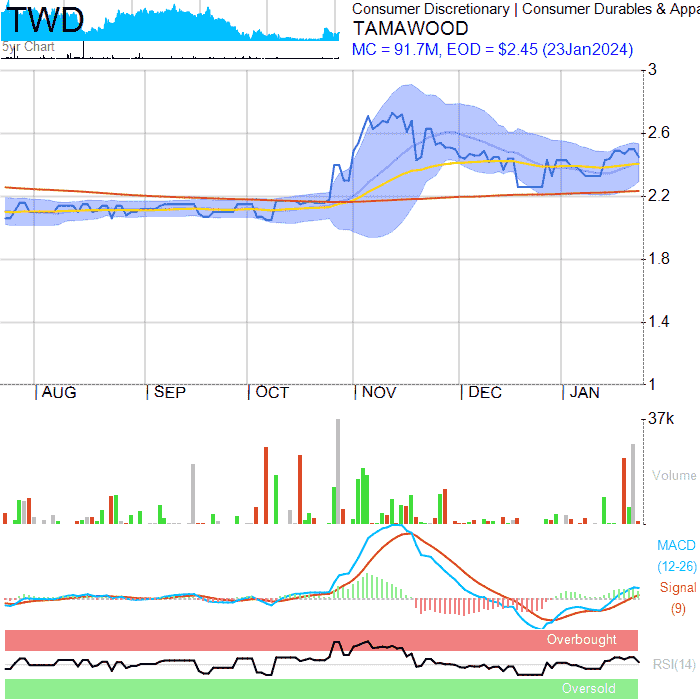 TWD
Consumer Discretionary | Consumer Durables & Appa
TAMAWOOD
MC = 91.7M, EOD = $2.45 (23Jan2024)
5yr Chart
3
2.6
2.2
1.8
1.4
1
AUG
SEP
OCT
NOV
DEC
JAN
37k
Volume
MACD
(12-26)
Signal
(9)
Overbought
RSI(14)
Oversold